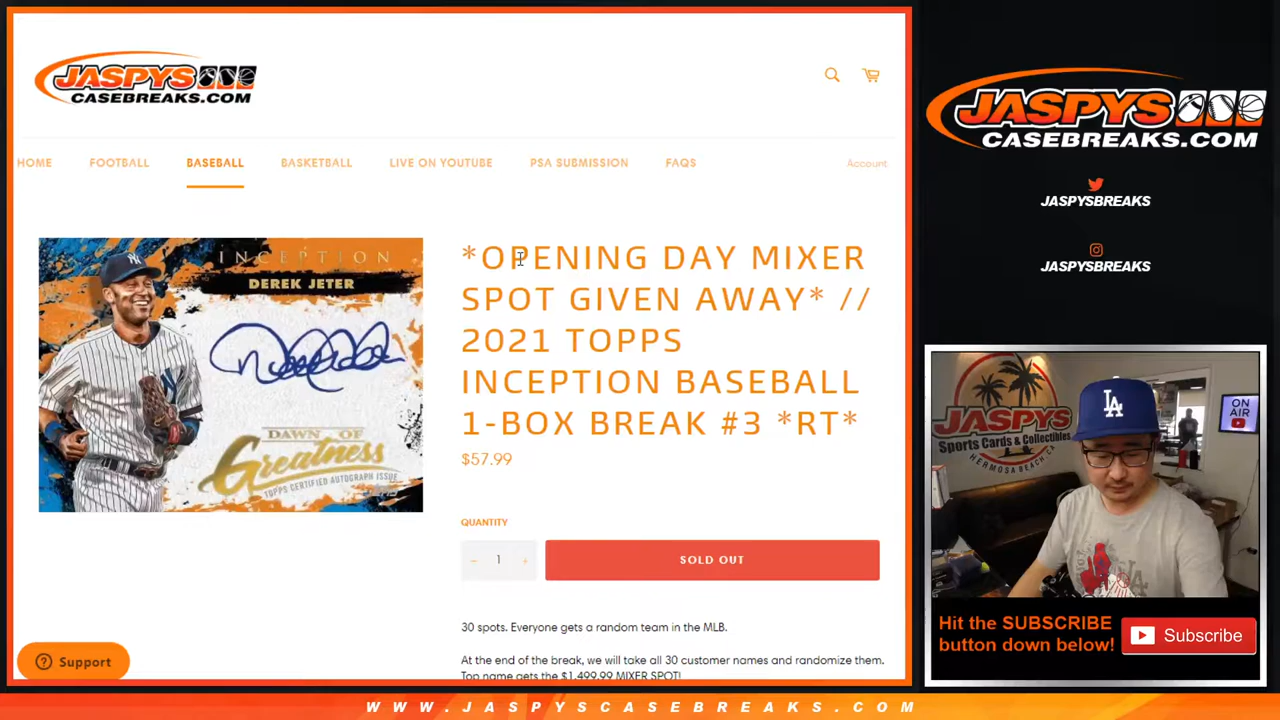 JASPYS
CASEBREAKS.COM
HOME
FOOTBALL
BASEBALL
BASKETBALL
LIVE ON YOUTUBE
PSA SUBMISSION
FAQS
Account
INCEPTION
DEREK JETER
DAWN OF
Greatness
TOPPS CERTIFIED AUTOGRAPH ISSUE
*OPENING DAY MIXER
SPOT GIVEN AWAY* //
2021 TOPPS
INCEPTION BASEBALL
1-BOX BREAK #3 *RT*
$57.99
QUANTITY
− 1 +
SOLD OUT
30 spots. Everyone gets a random team in the MLB.
At the end of the break, we will take all 30 customer names and randomize them.
Top name gets the $1,499.99 MIXER SPOT!
Support
JASPYS
CASEBREAKS.COM
JASPYSBREAKS
JASPYSBREAKS
JASPYS
Sports Cards & Collectibles
HERMOSA BEACH, CA
LA
ON
AIR
Hit the SUBSCRIBE
button down below!
Subscribe
WWW.JASPYSCASEBREAKS.COM